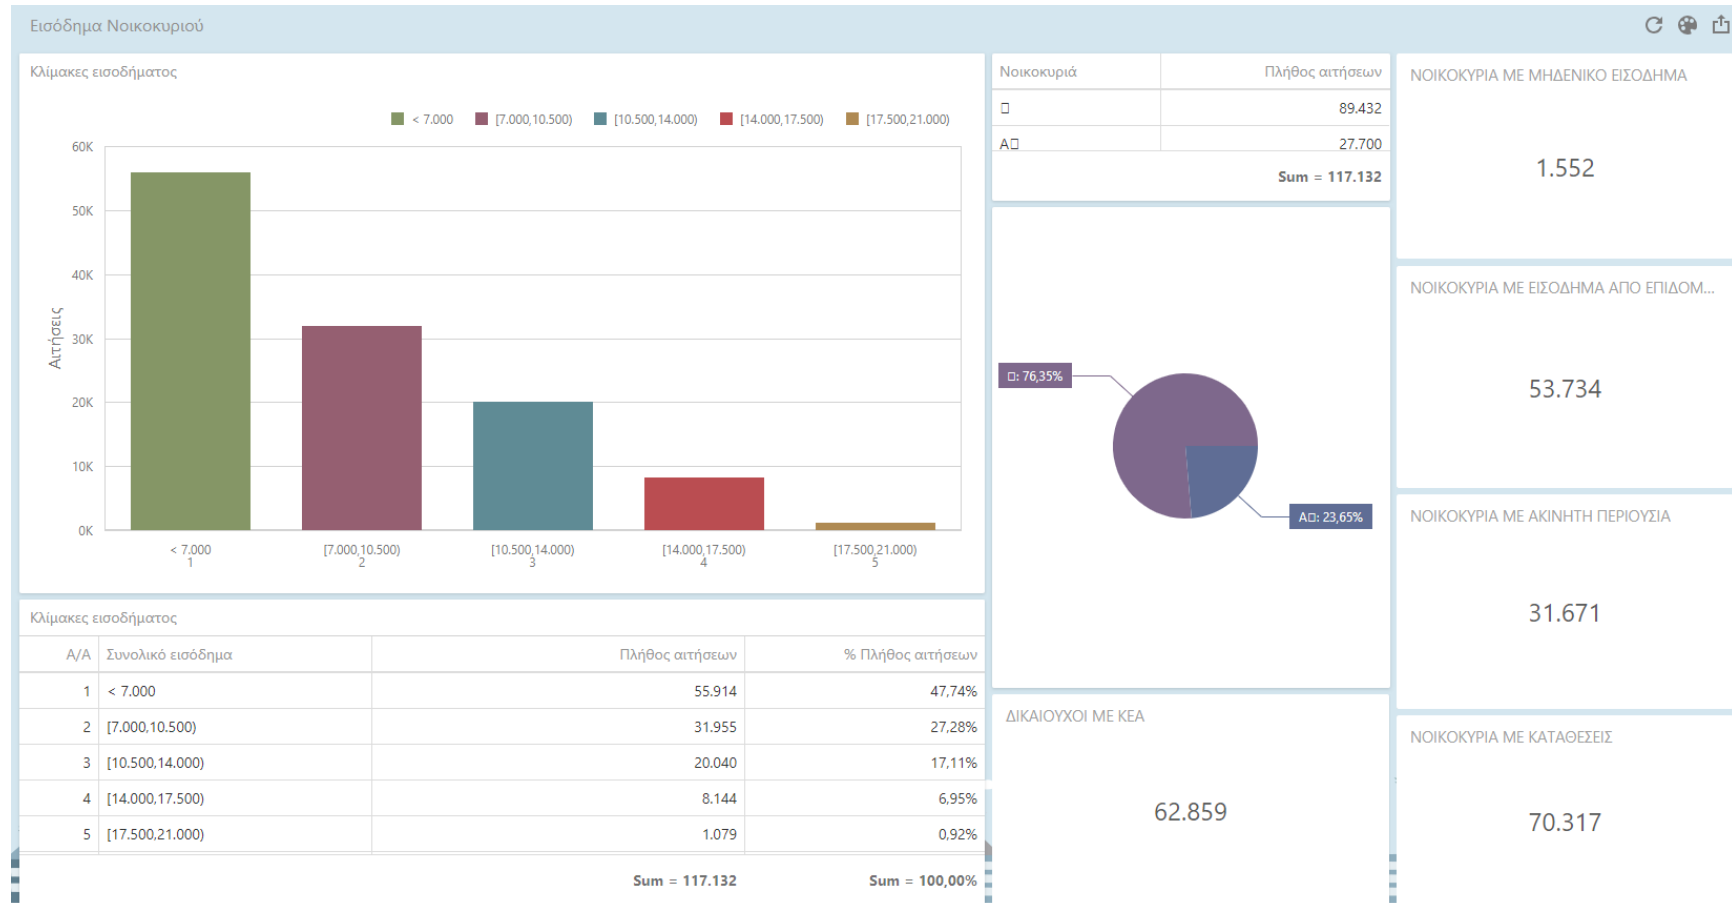 Εισόδημα Νοικοκυριού
Κλίμακες εισοδήματος
< 7.000 [7.000,10.500) [10.500,14.000) [14.000,17.500) [17.500,21.000)
60K
50K
40K
30K
20K
10K
0K
Αιτήσεις
< 7.000 [7.000,10.500) [10.500,14.000) [14.000,17.500) [17.500,21.000)
1 2 3 4 5
Κλίμακες εισοδήματος
Α/Α Συνολικό εισόδημα Πλήθος αιτήσεων % Πλήθος αιτήσεων
1 < 7.000 55.914 47,74%
2 [7.000,10.500) 31.955 27,28%
3 [10.500,14.000) 20.040 17,11%
4 [14.000,17.500) 8.144 6,95%
5 [17.500,21.000) 1.079 0,92%
Sum = 117.132 Sum = 100,00%
Νοικοκυριά Πλήθος αιτήσεων
□ 89.432
Α□ 27.700
Sum = 117.132
□: 76,35%
Α□: 23,65%
ΔΙΚΑΙΟΥΧΟΙ ΜΕ ΚΕΑ
62.859
ΝΟΙΚΟΚΥΡΙΑ ΜΕ ΜΗΔΕΝΙΚΟ ΕΙΣΟΔΗΜΑ
1.552
ΝΟΙΚΟΚΥΡΙΑ ΜΕ ΕΙΣΟΔΗΜΑ ΑΠΟ ΕΠΙΔΟΜ...
53.734
ΝΟΙΚΟΚΥΡΙΑ ΜΕ ΑΚΙΝΗΤΗ ΠΕΡΙΟΥΣΙΑ
31.671
ΝΟΙΚΟΚΥΡΙΑ ΜΕ ΚΑΤΑΘΕΣΕΙΣ
70.317